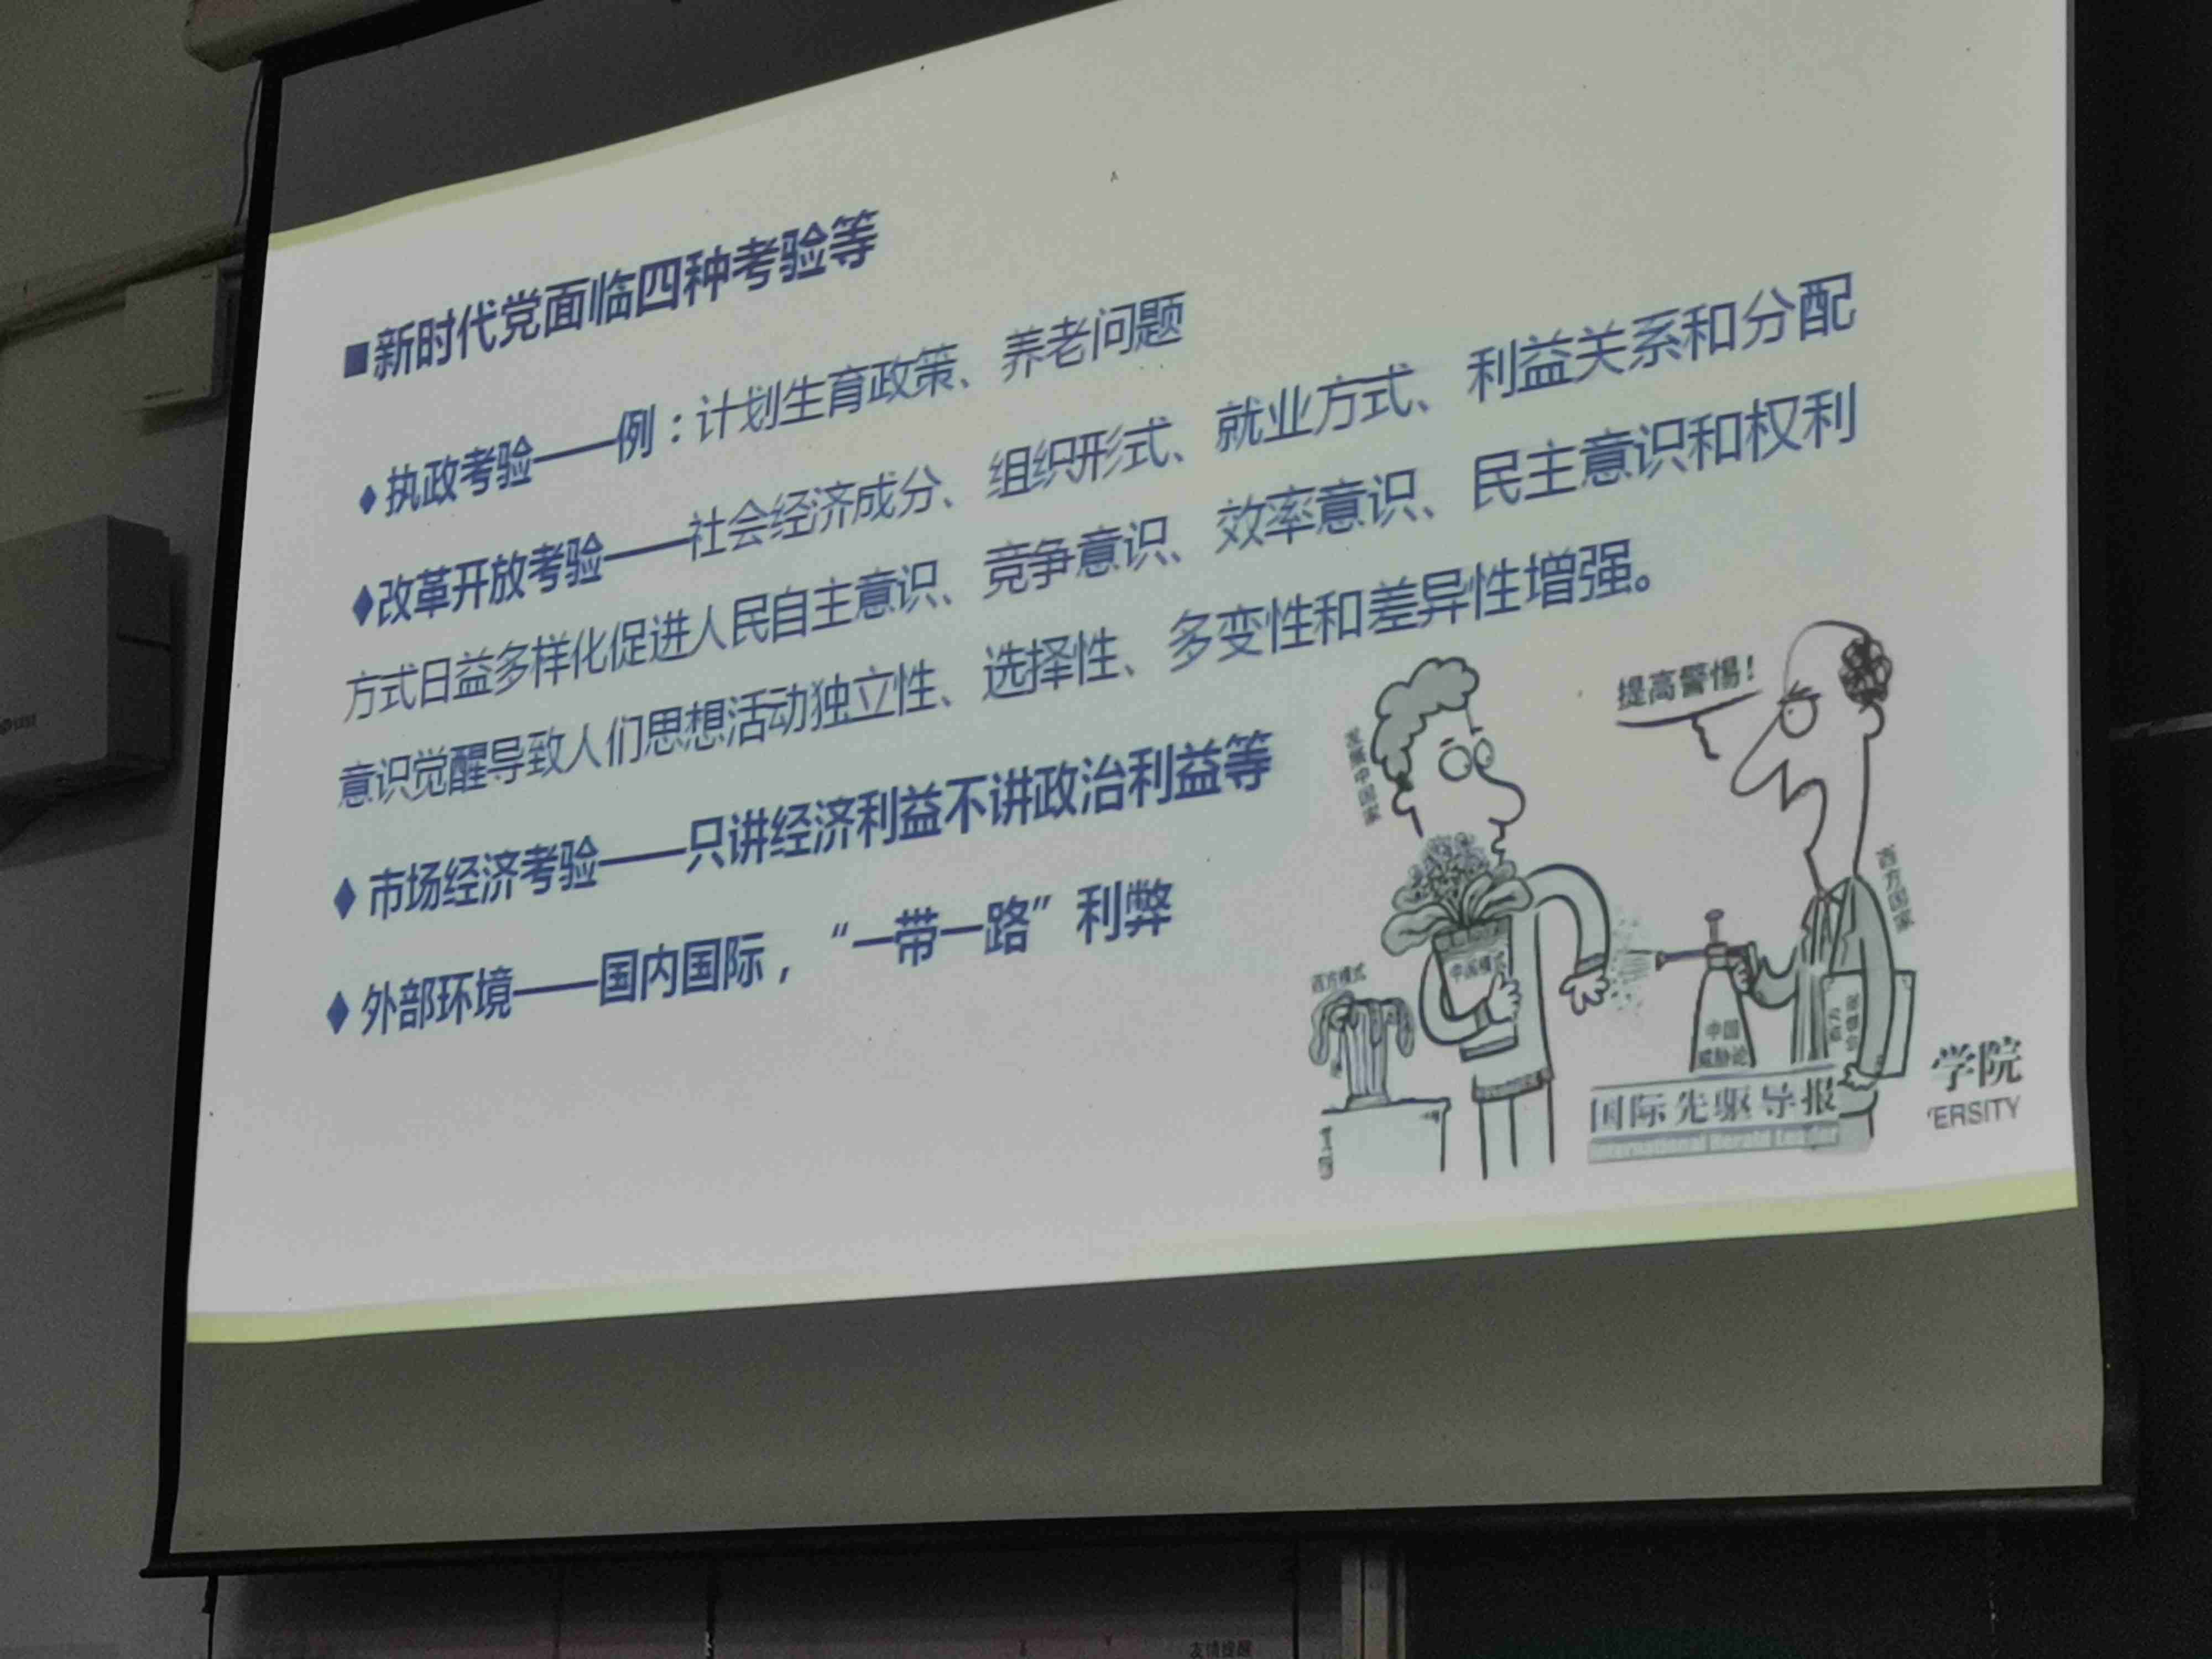 ■新时代党面临四种考验等
◆执政考验——例：计划生育政策、养老问题
◆改革开放考验——社会经济成分、组织形式、就业方式、利益关系和分配
方式日益多样化促进人民自主意识、竞争意识、效率意识、民主意识和权利
意识觉醒导致人们思想活动独立性、选择性、多变性和差异性增强。
◆市场经济考验——只讲经济利益不讲政治利益等
◆外部环境——国内国际，“一带一路”利弊
提高警惕！
发展中国家
西方国家
西方模式
中国模式
中国
威胁论
国际先驱导报
International Herald Leader
学院
ERSITY
友情提醒